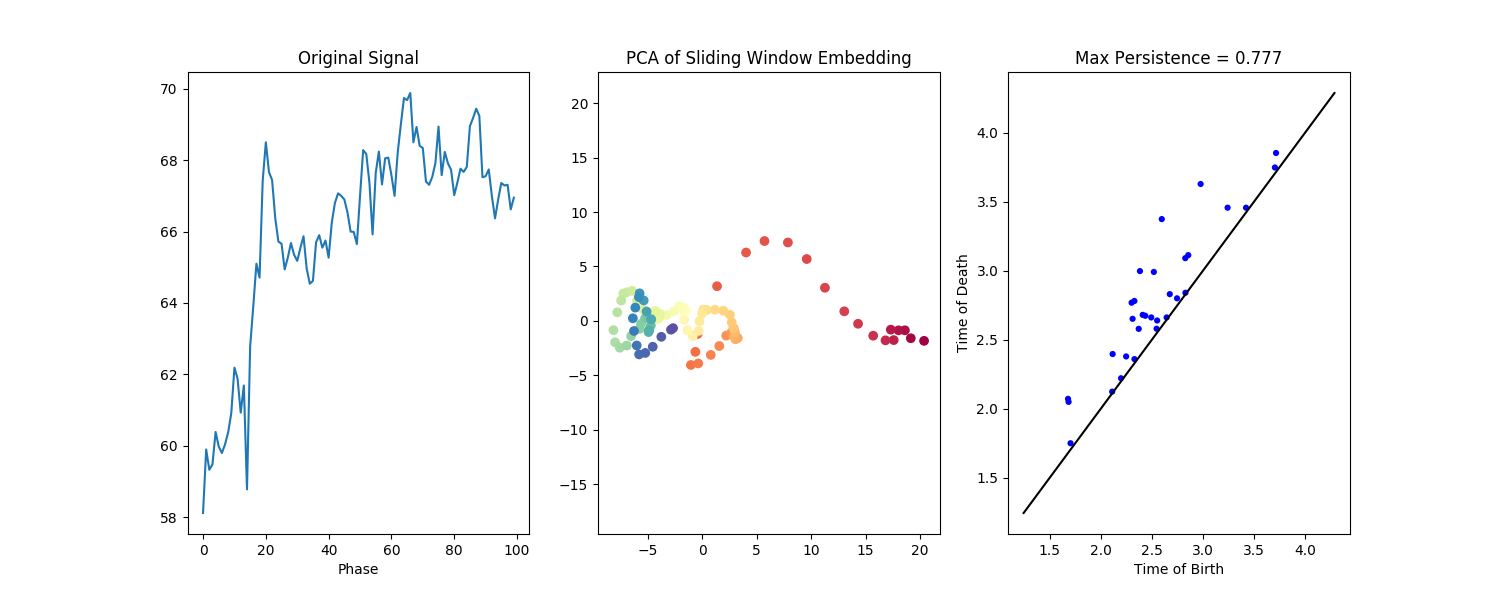 Original Signal
70
68
66
64
62
60
58
0 20 40 60 80 100
Phase
PCA of Sliding Window Embedding
20
15
10
5
0
−5
−10
−15
−5 0 5 10 15 20
Max Persistence = 0.777
Time of Death
4.0
3.5
3.0
2.5
2.0
1.5
1.5 2.0 2.5 3.0 3.5 4.0
Time of Birth